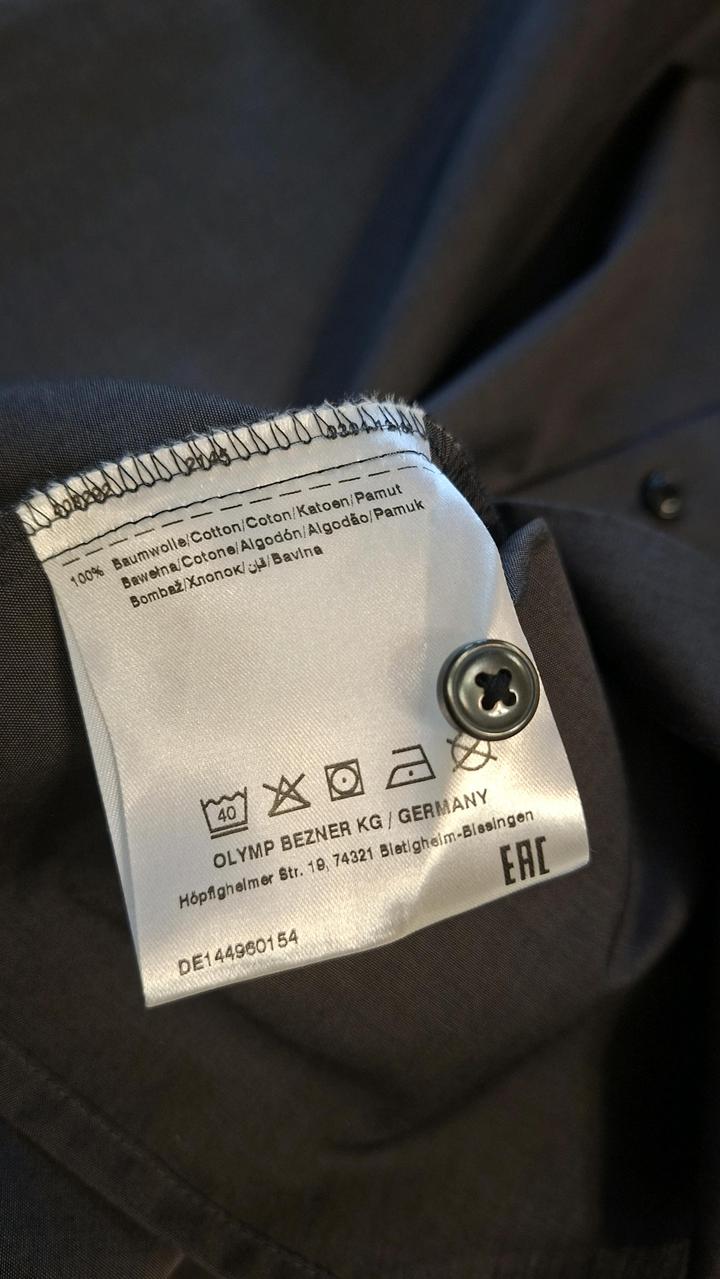 2045
100% Baumwolle/Cotton/Coton/Katoen/Pamut
Bawełna/Cotone/Algodón/Algodão/Pamuk
Bombaž/Хлопок/قطن/Bavlna
40
OLYMP BEZNER KG / GERMANY
Höpfigheimer Str. 19, 74321 Bietigheim-Bissingen
EAC
DE144960154